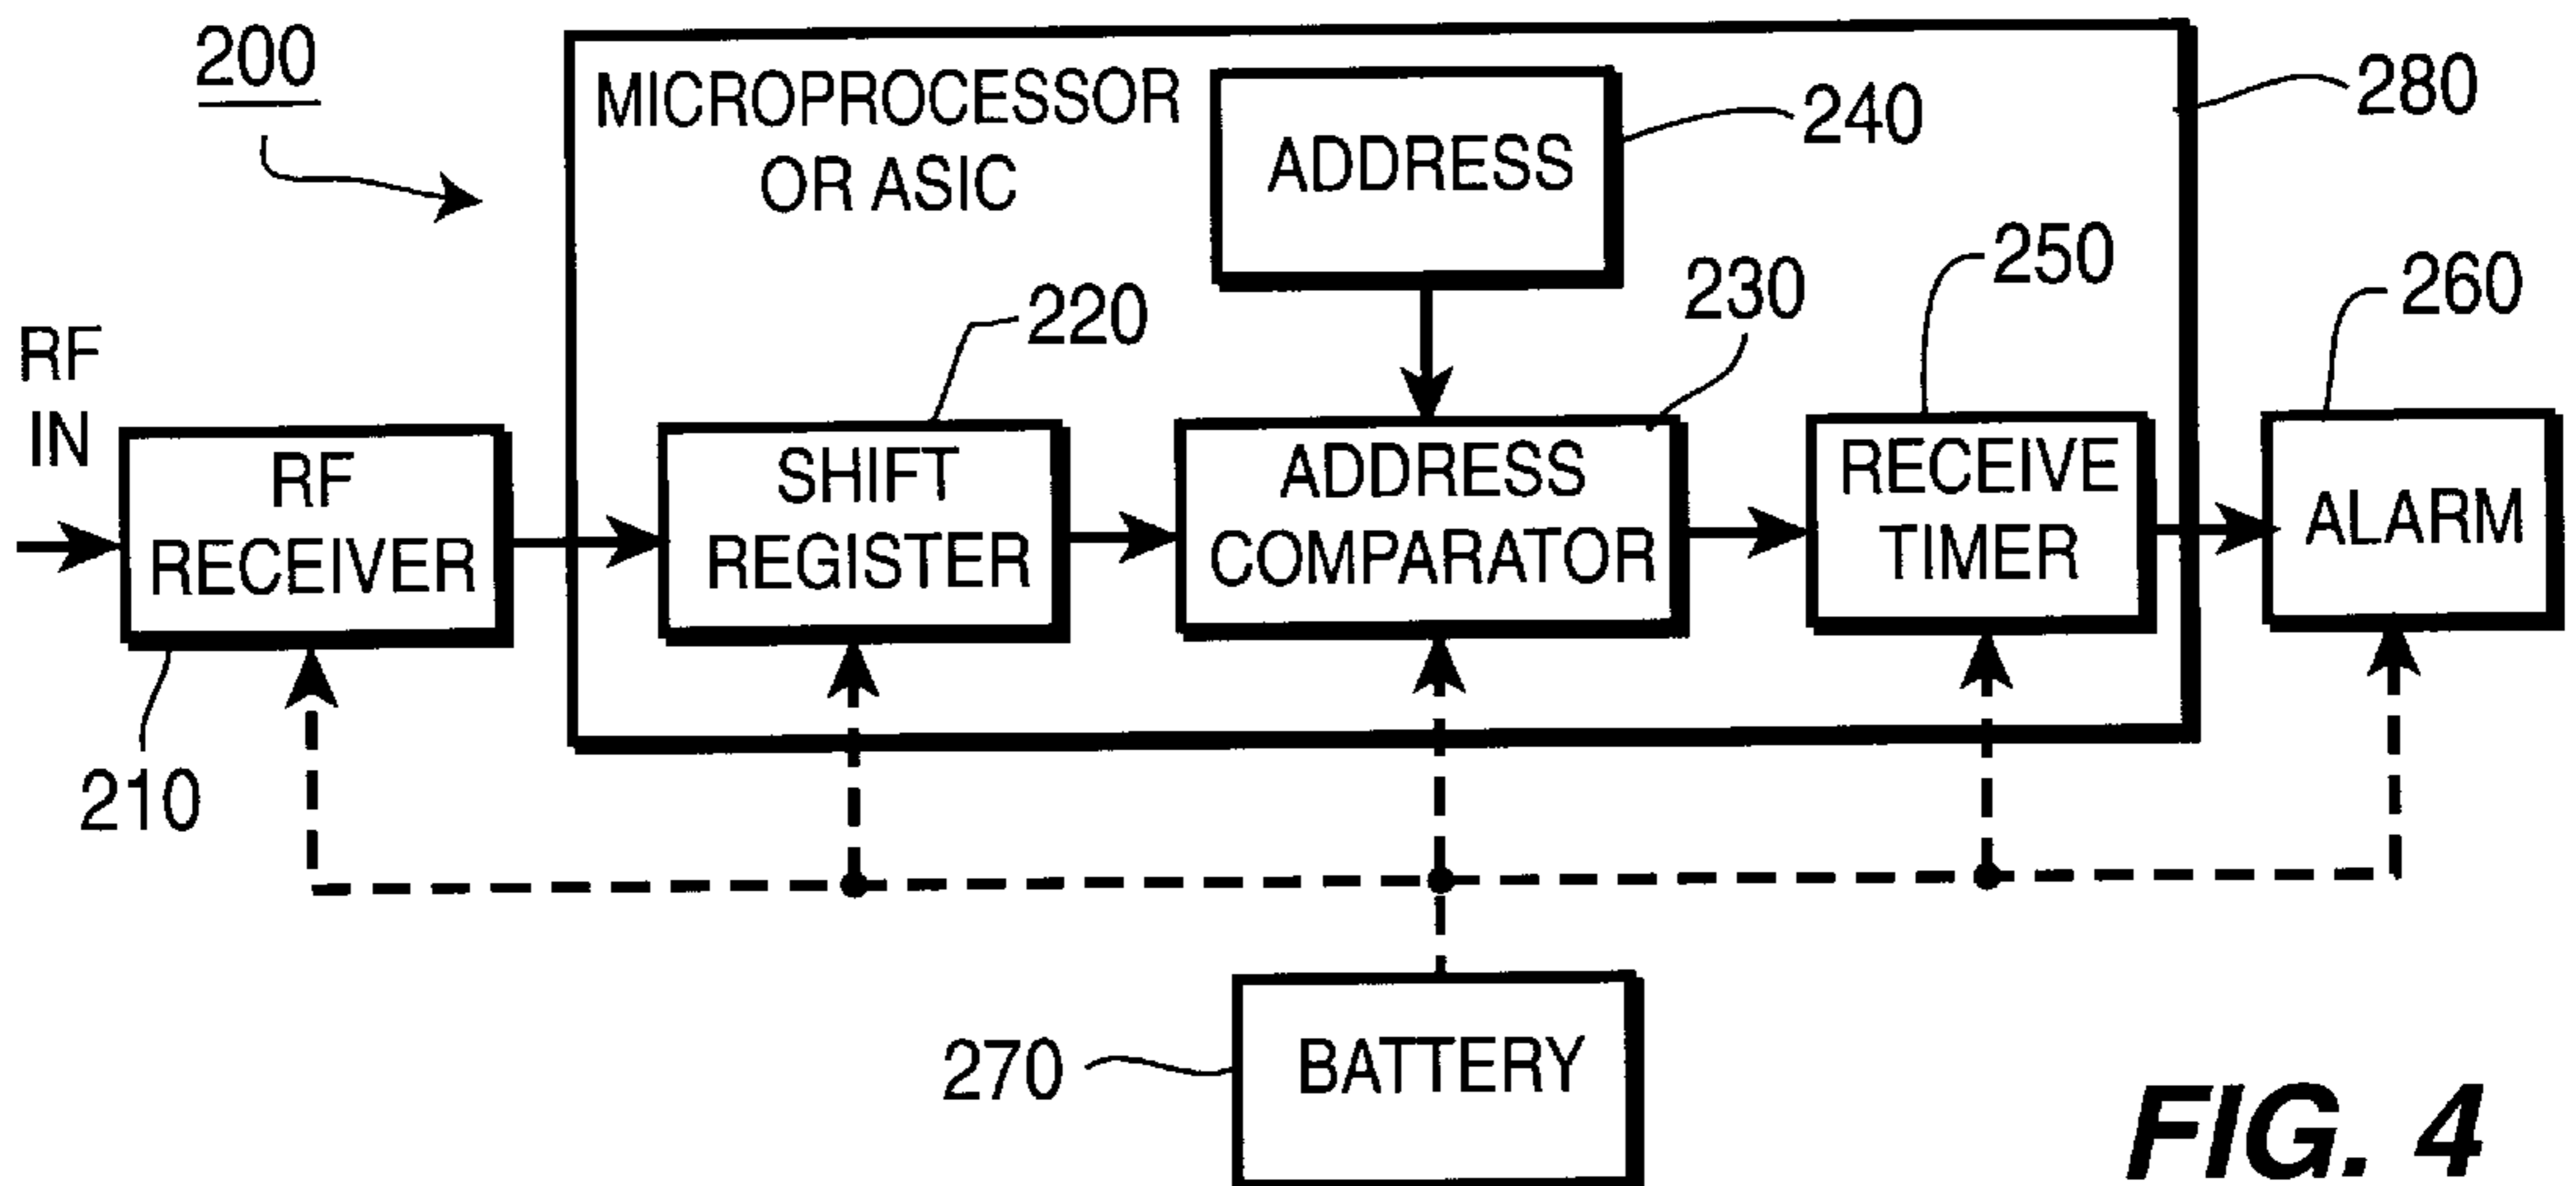 200
MICROPROCESSOR
OR ASIC
ADDRESS
240
280
220
230
250
260
RF
IN
RF
RECEIVER
SHIFT
REGISTER
ADDRESS
COMPARATOR
RECEIVE
TIMER
ALARM
210
270
BATTERY
FIG. 4